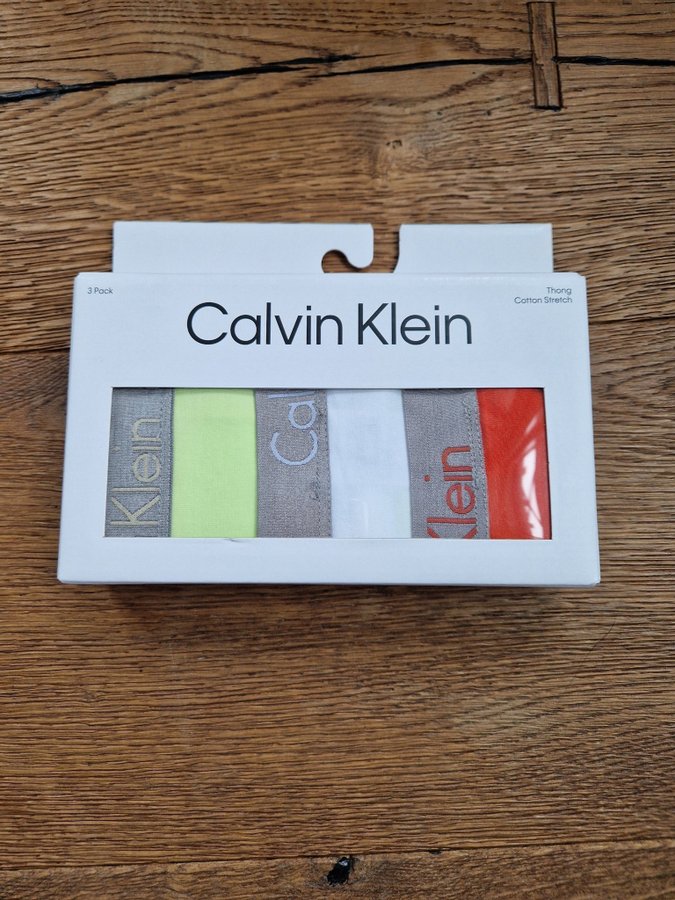 3 Pack
Thong
Cotton Stretch
Calvin Klein
Klein
Cal
Klein